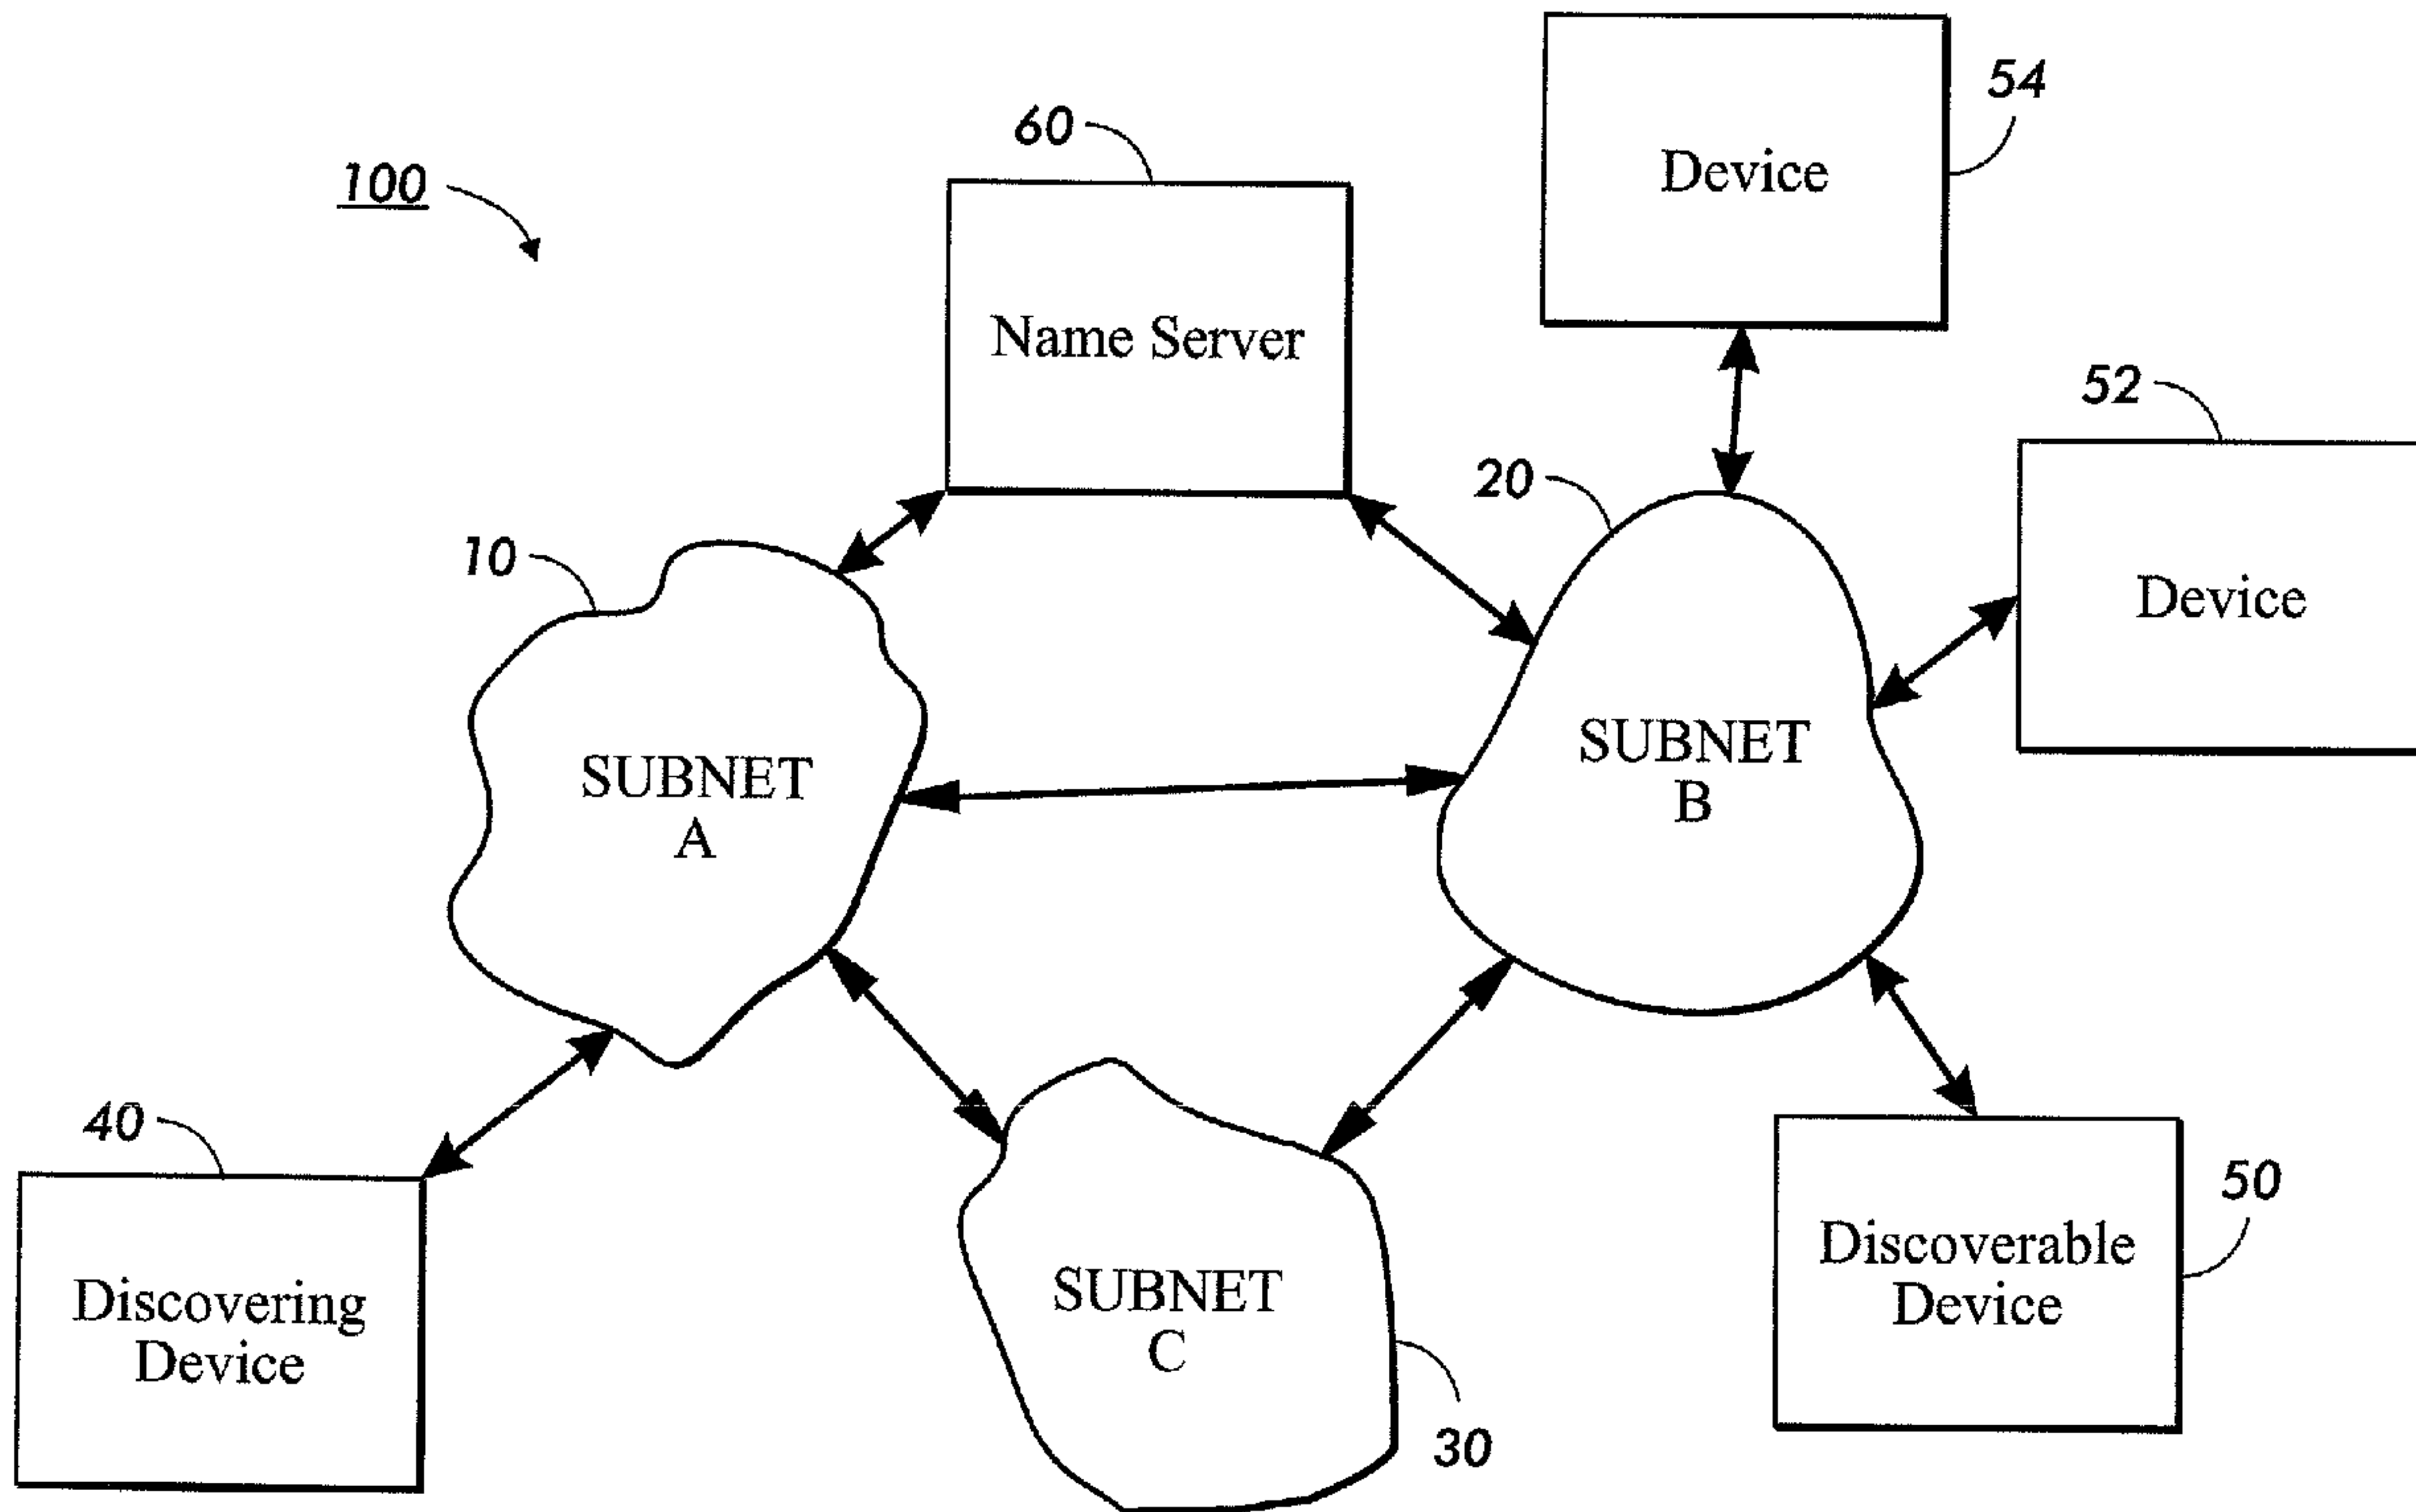 54
60
100
Device
52
Name Server
20
10
Device
SUBNET
B
SUBNET
A
40
50
Discoverable
Device
SUBNET
C
Discovering
Device
30